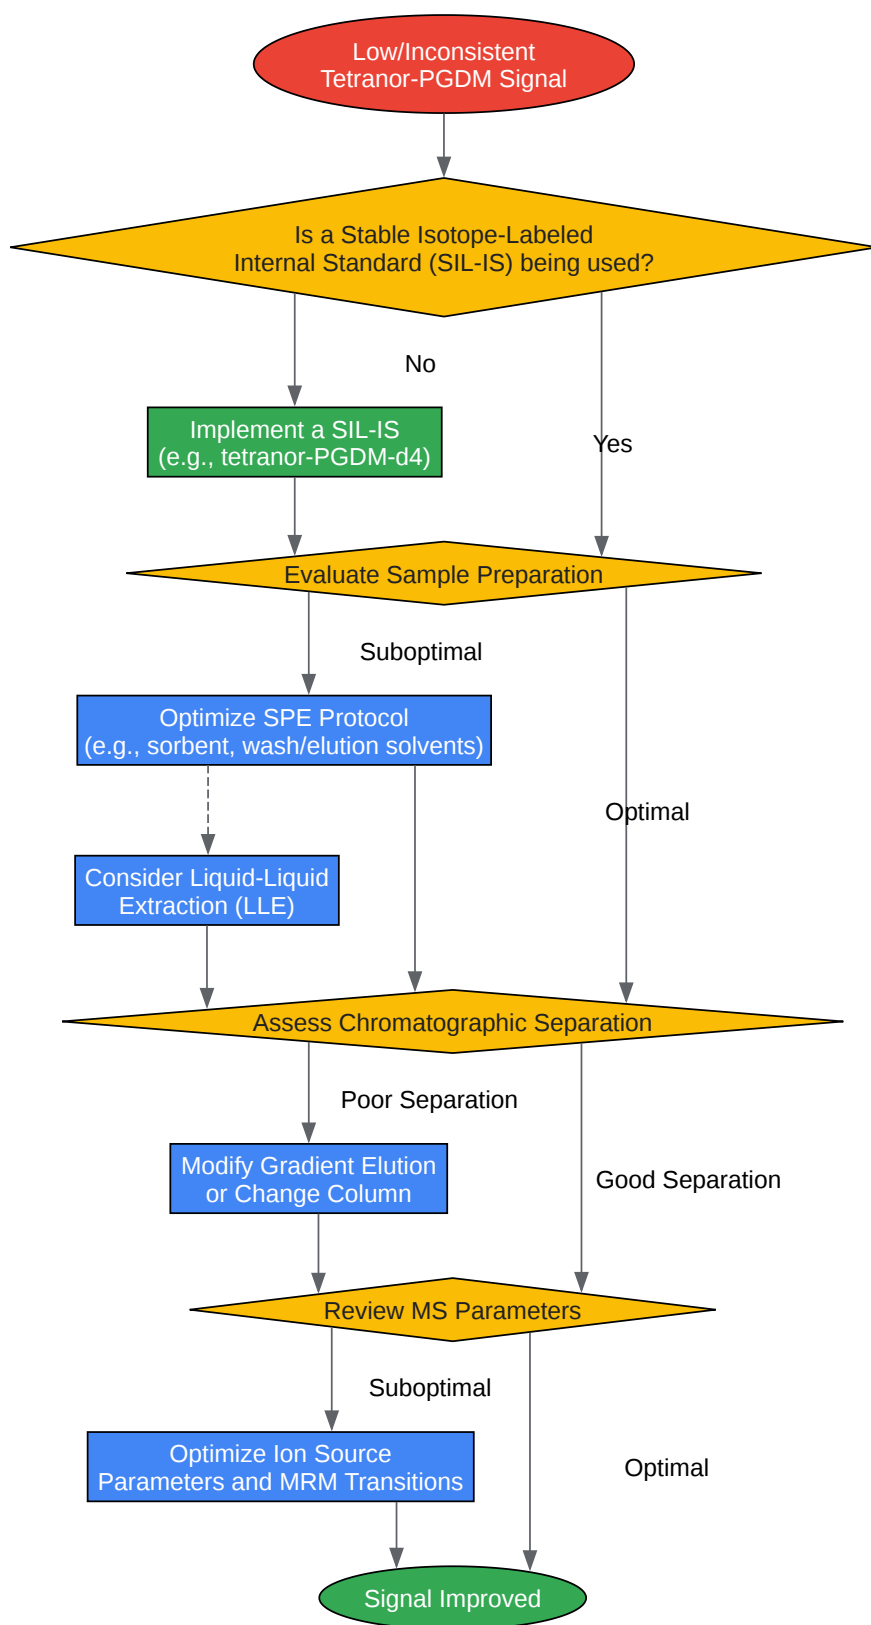 Low/Inconsistent
Tetranor-PGDM Signal
Is a Stable Isotope-Labeled
Internal Standard (SIL-IS) being used?
No
Implement a SIL-IS
(e.g., tetranor-PGDM-d4)
Yes
Evaluate Sample Preparation
Suboptimal
Optimize SPE Protocol
(e.g., sorbent, wash/elution solvents)
Optimal
Consider Liquid-Liquid
Extraction (LLE)
Assess Chromatographic Separation
Poor Separation
Modify Gradient Elution
or Change Column
Good Separation
Review MS Parameters
Suboptimal
Optimize Ion Source
Parameters and MRM Transitions
Optimal
Signal Improved